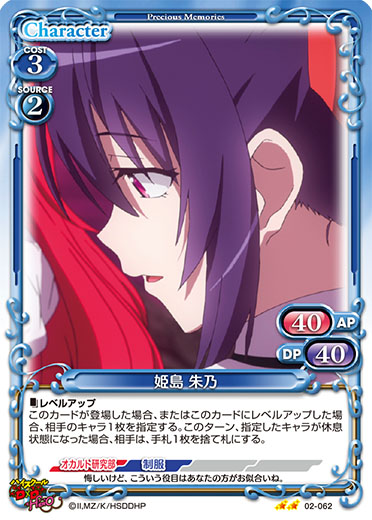 Precious Memories
Character
COST
3
SOURCE
2
40 AP
DP 40
姫島 朱乃
■レベルアップ
このカードが登場した場合、またはこのカードにレベルアップした場
合、相手のキャラ1枚を指定する。このターン、指定したキャラが休息
状態になった場合、相手は、手札1枚を捨て札にする。
オカルト研究部 制服
悔しいけど、こういう役目はあなたの方がお似合いね。
ハイスクール
HERO
©II,MZ/K/HSDDHP
02-062